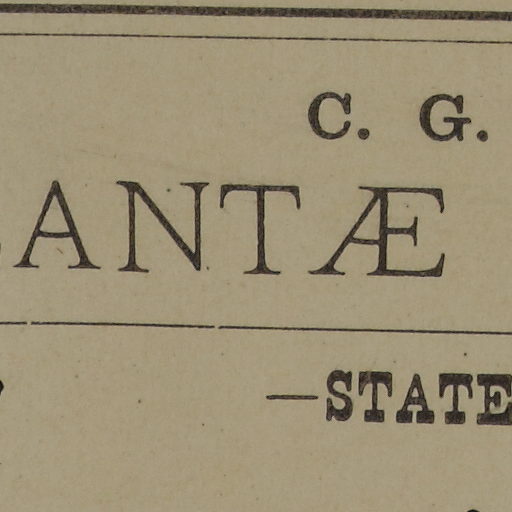 C. G.
ANTÆ
—STATE